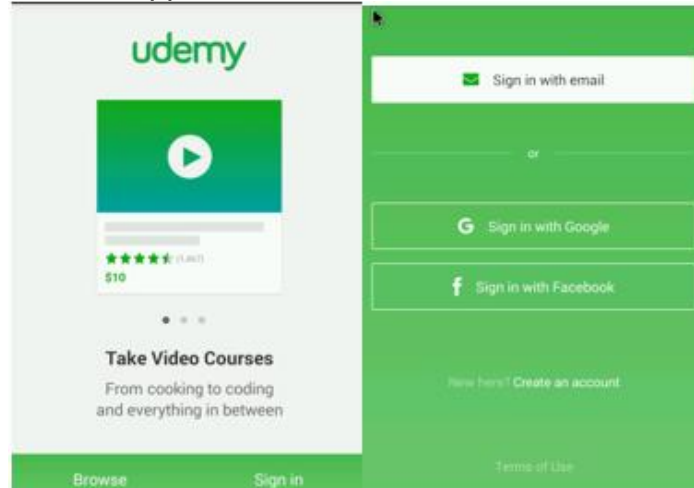 udemy
$10
Take Video Courses
From cooking to coding
and everything in between
Browse
Sign in
Sign in with email
or
G Sign in with Google
f Sign in with Facebook
New here? Create an account
Terms of Use